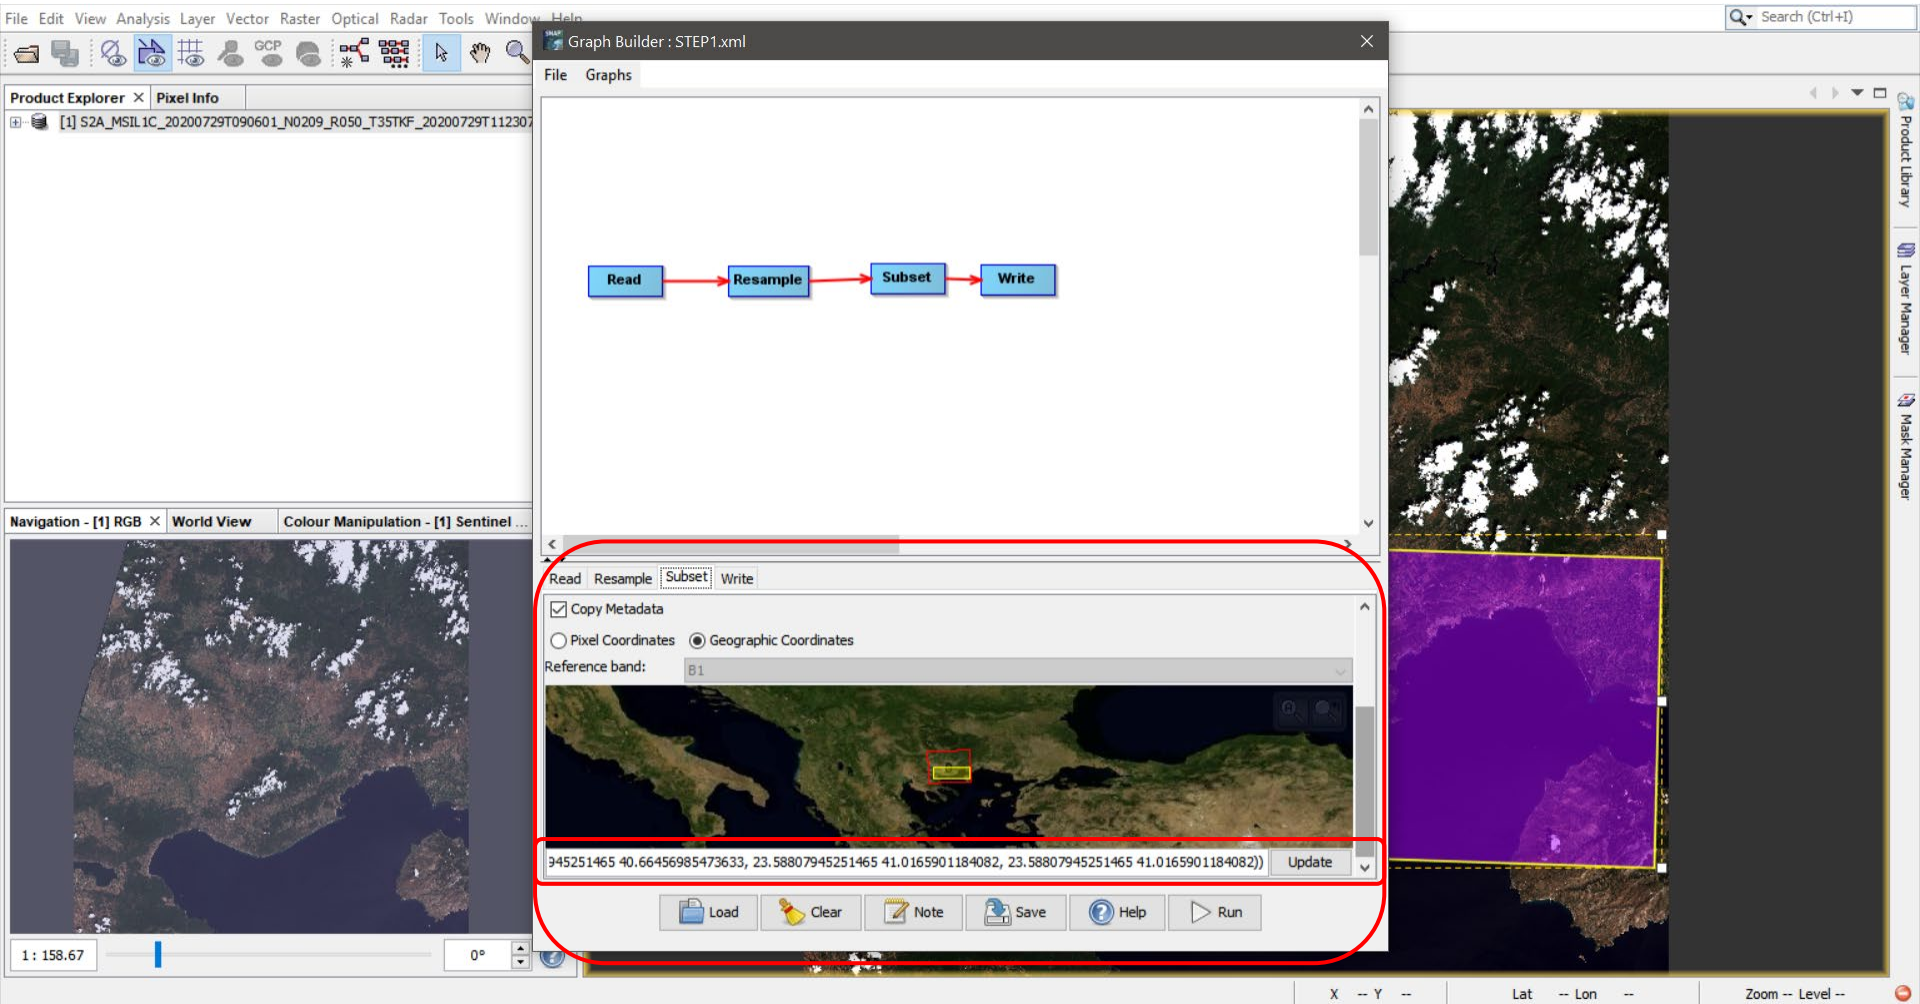 File Edit View Analysis Layer Vector Raster Optical Radar Tools Window Help
Search (Ctrl+I)
GCP
SNAP
Graph Builder : STEP1.xml
File Graphs
Product Explorer Pixel Info
[1] S2A_MSIL1C_20200729T090601_N0209_R050_T35TKF_20200729T112307
Read
Resample
Subset
Write
Product Library
Layer Manager
Mask Manager
Navigation - [1] RGB World View Colour Manipulation - [1] Sentinel ...
Read Resample Subset Write
Copy Metadata
Pixel Coordinates Geographic Coordinates
Reference band: B1
945251465 40.66456985473633, 23.58807945251465 41.0165901184082, 23.58807945251465 41.0165901184082)) Update
Load Clear Note Save Help Run
1 : 158.67 0°
X -- Y -- Lat -- Lon -- Zoom -- Level --